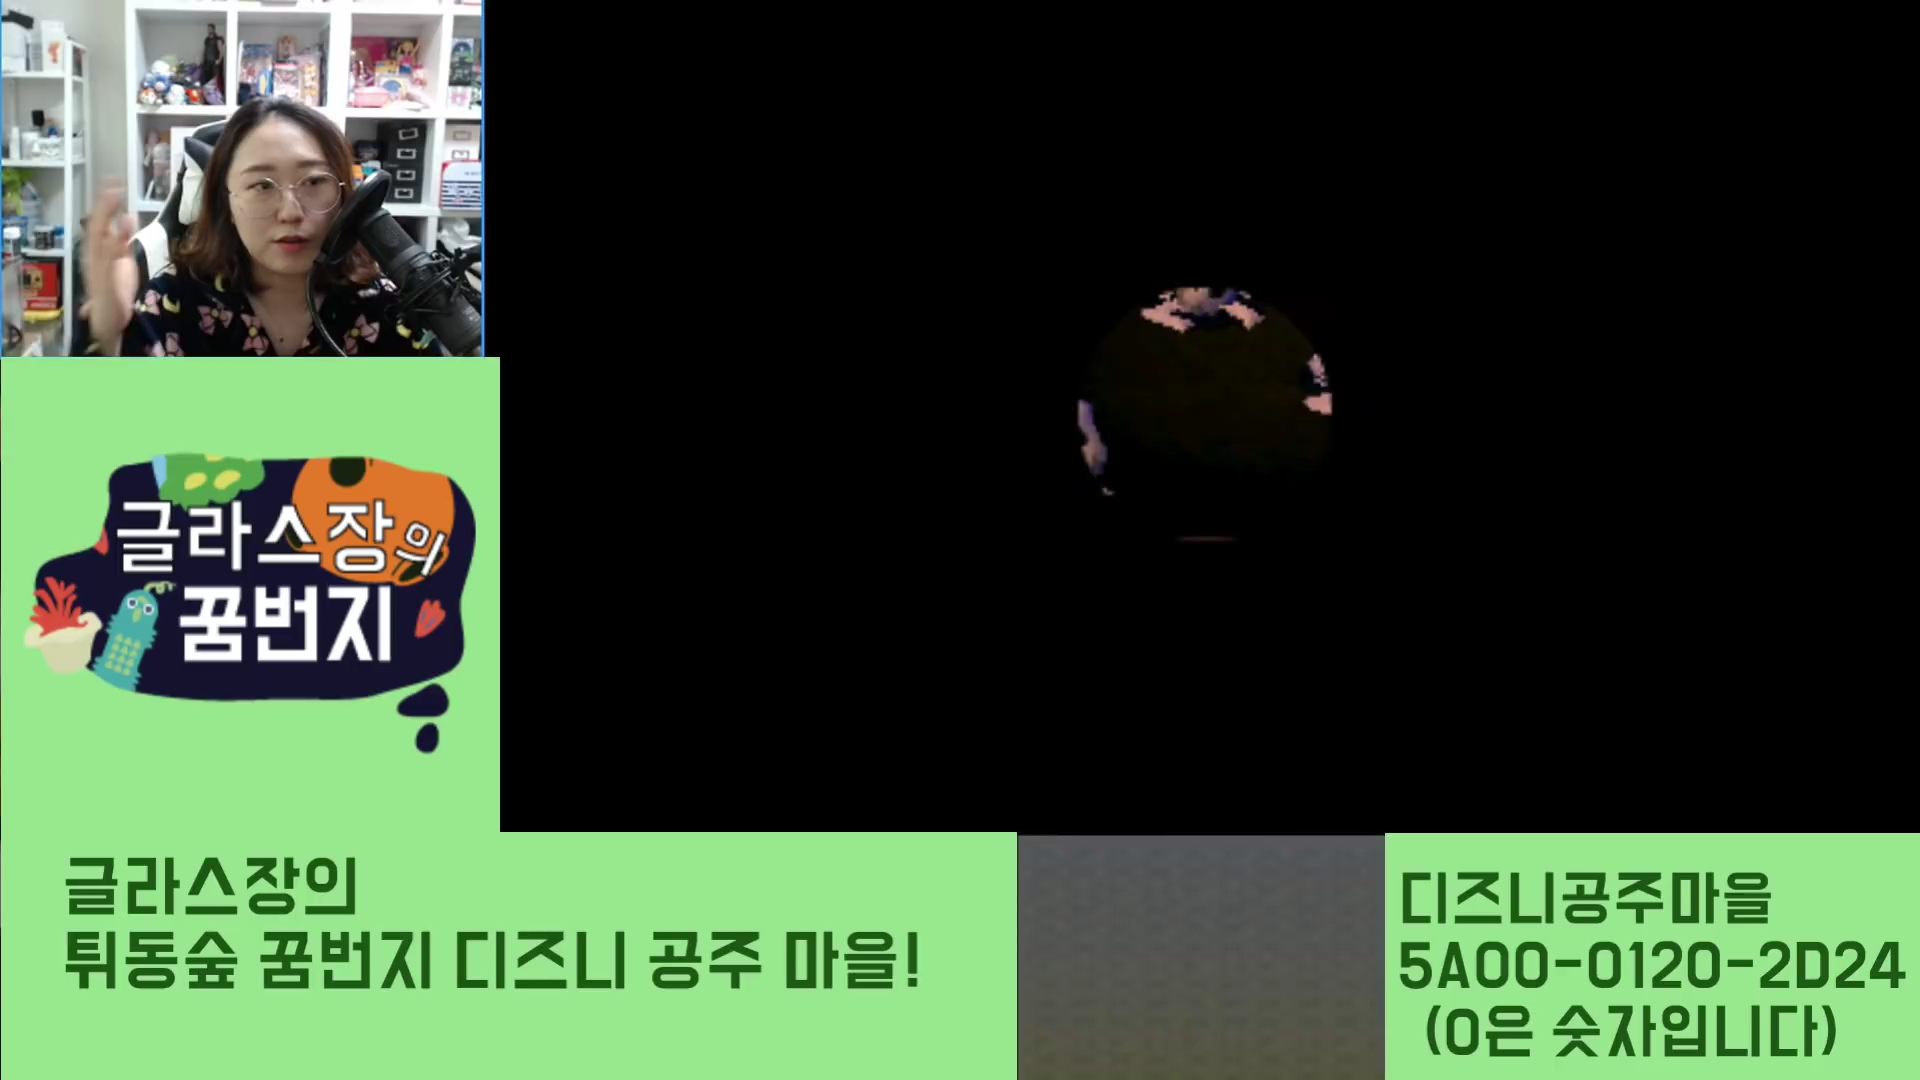 글라스장의
꿈번지
글라스장의
튀동숲 꿈번지 디즈니 공주 마을!
디즈니공주마을
5A00-0120-2D24
(0은 숫자입니다)